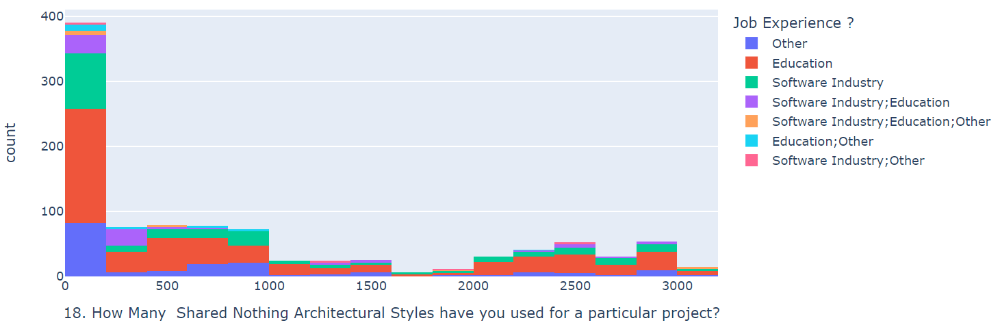 400
300
200
100
0
count
0 500 1000 1500 2000 2500 3000
18. How Many  Shared Nothing Architectural Styles have you used for a particular project?
Job Experience ?
Other
Education
Software Industry
Software Industry;Education
Software Industry;Education;Other
Education;Other
Software Industry;Other